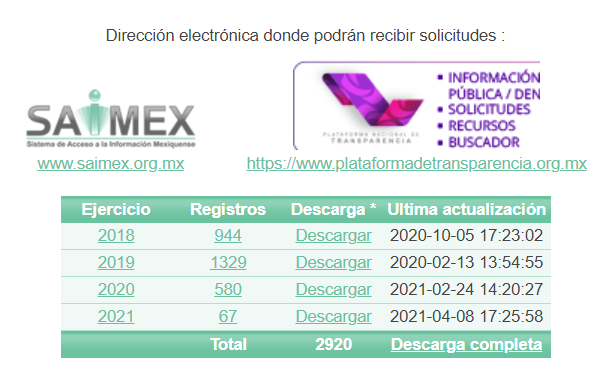 Dirección electrónica donde podrán recibir solicitudes :
SAIMEX
Sistema de Acceso a la Información Mexiquense
www.saimex.org.mx
PLATAFORMA NACIONAL DE
TRANSPARENCIA
INFORMACIÓN
PÚBLICA / DEN
SOLICITUDES
RECURSOS
BUSCADOR
https://www.plataformadetransparencia.org.mx
Ejercicio Registros Descarga * Ultima actualización
2018 944 Descargar 2020-10-05 17:23:02
2019 1329 Descargar 2020-02-13 13:54:55
2020 580 Descargar 2021-02-24 14:20:27
2021 67 Descargar 2021-04-08 17:25:58
Total 2920 Descarga completa